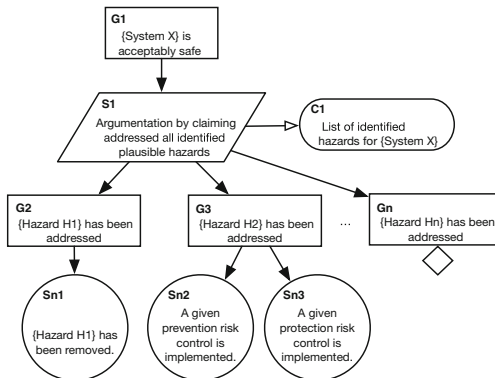 G1
{System X} is
acceptably safe
S1
Argumentation by claiming
addressed all identified
plausible hazards
C1
List of identified
hazards for {System X}
G2
{Hazard H1} has been
addressed
G3
{Hazard H2} has been
addressed
...
Gn
{Hazard Hn} has been
addressed
Sn1
{Hazard H1} has
been removed.
Sn2
A given
prevention risk
control is
implemented.
Sn3
A given
protection risk
control is
implemented.